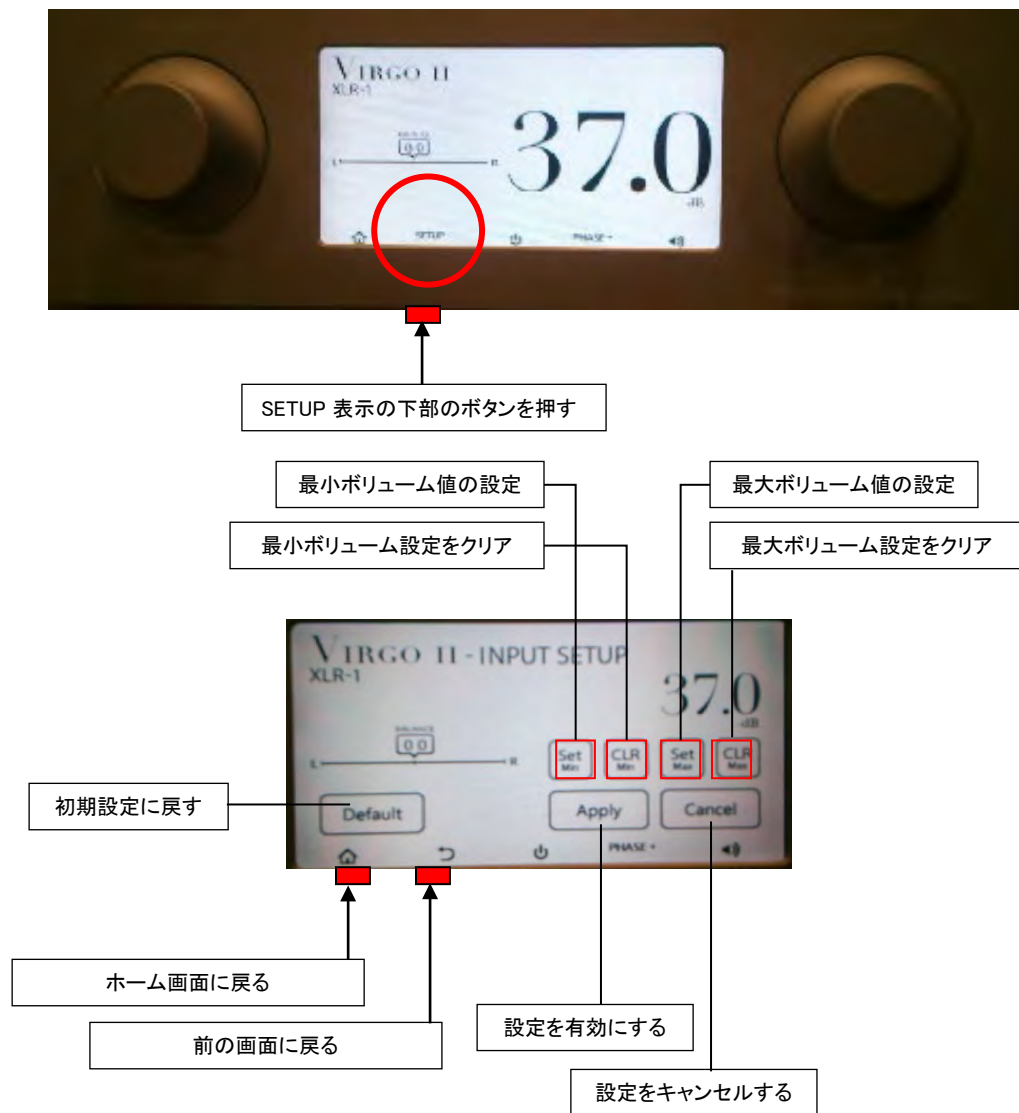 VIRGO II
XLR-1
37.0
dB
00
L R
SETUP PHASE+
SETUP 表示の下部のボタンを押す
最小ボリューム値の設定 最大ボリューム値の設定
最小ボリューム設定をクリア 最大ボリューム設定をクリア
VIRGO II - INPUT SETUP
XLR-1
37.0
dB
BALANCE
00
L R
Set Min CLR Min Set Max CLR Max
初期設定に戻す
Default Apply Cancel
PHASE+
ホーム画面に戻る
前の画面に戻る
設定を有効にする
設定をキャンセルする